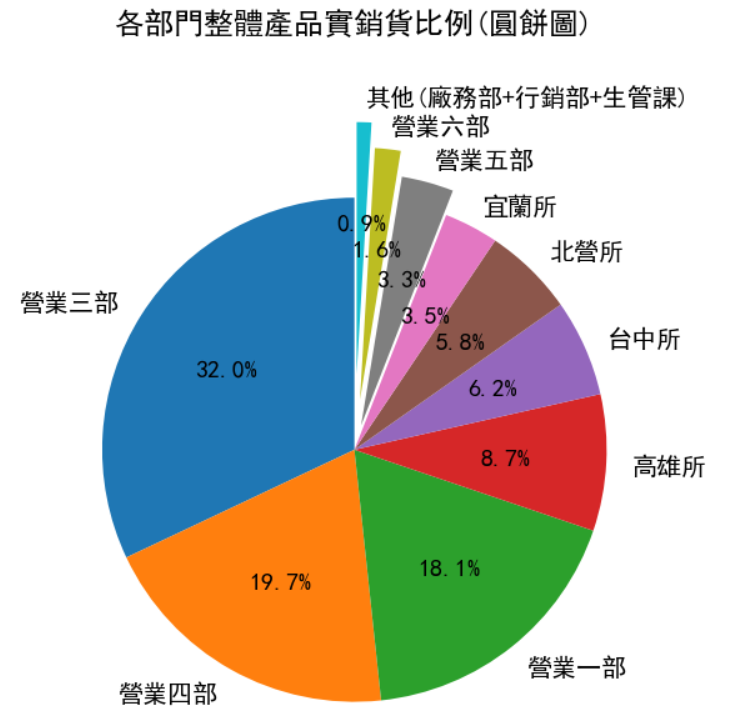 各部門整體產品實銷貨比例(圓餅圖)
其他(廠務部+行銷部+生管課)
營業六部
營業五部
宜蘭所
北營所
台中所
高雄所
營業一部
營業四部
營業三部
0.9%
1.6%
3.3%
3.5%
5.8%
6.2%
8.7%
18.1%
19.7%
32.0%